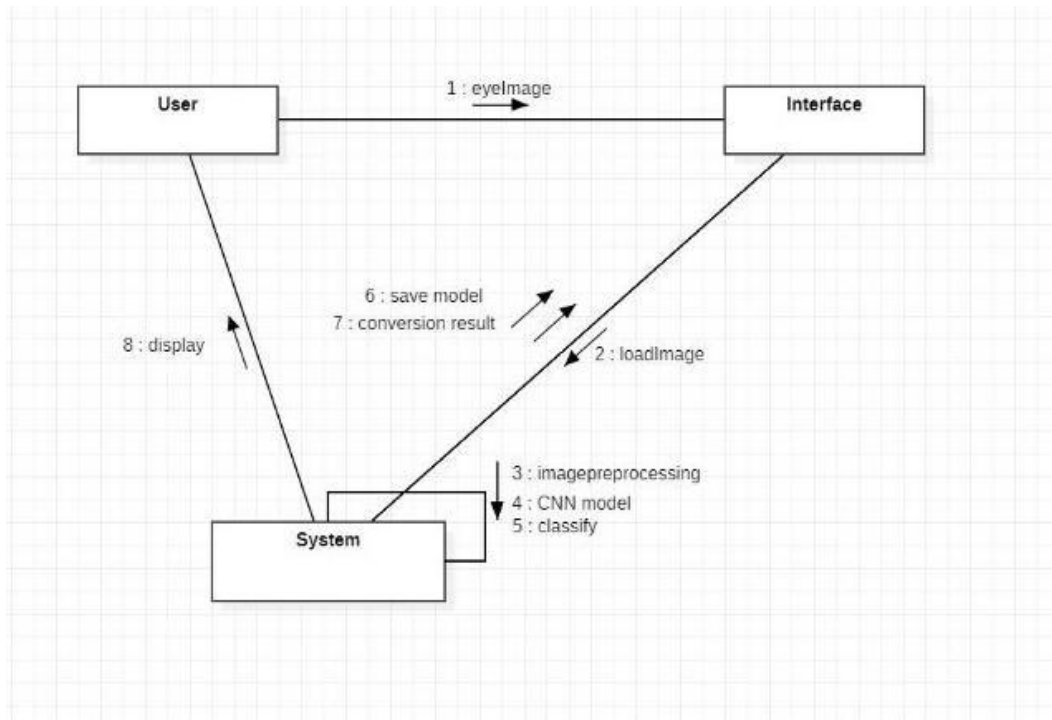 1 : eyeImage
User
Interface
6 : save model
7 : conversion result
8 : display
2 : loadImage
3 : imagepreprocessing
4 : CNN model
5 : classify
System